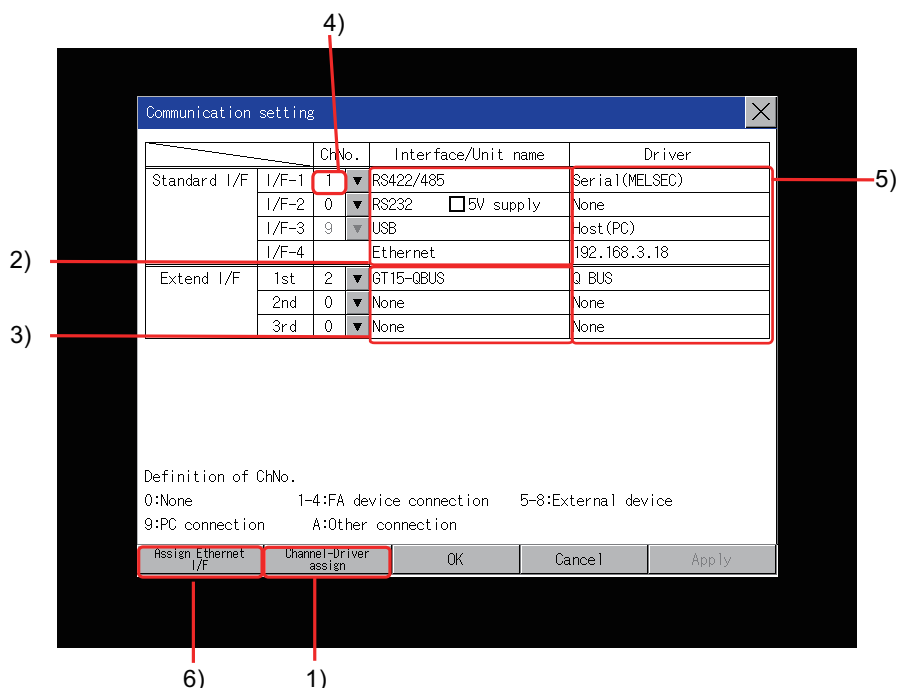 4)
Communication setting
ChNo. Interface/Unit name Driver
Standard I/F I/F-1 1 ▼ RS422/485 Serial(MELSEC)
5)
I/F-2 0 ▼ RS232 5V supply None
I/F-3 9 ▼ USB Host(PC)
2)
I/F-4 Ethernet 192.168.3.18
Extend I/F 1st 2 ▼ GT15-QBUS Q BUS
2nd 0 ▼ None None
3)
3rd 0 ▼ None None
Definition of ChNo.
0:None 1-4:FA device connection 5-8:External device
9:PC connection A:Other connection
Assign Ethernet
I/F
Channel-Driver
assign
OK
Cancel
Apply
6)
1)